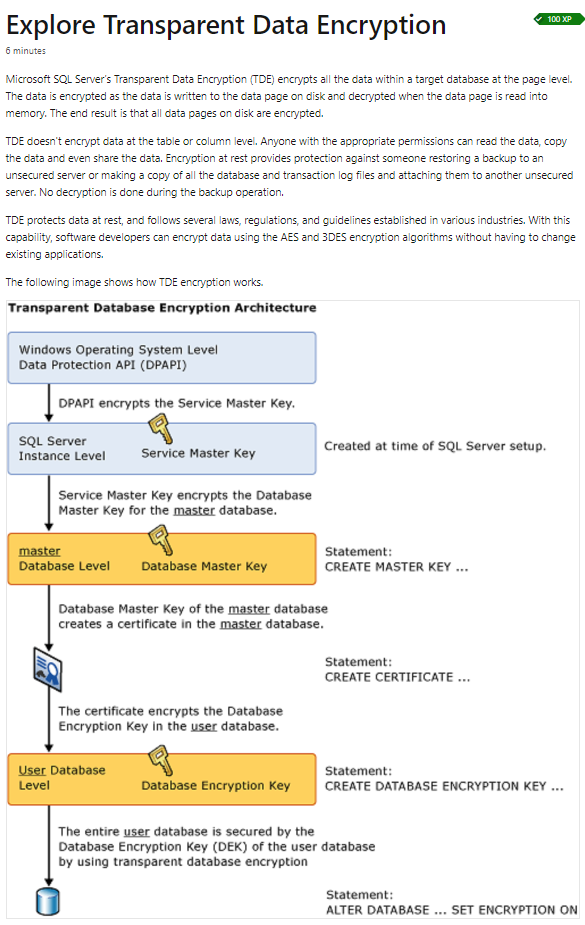 Explore Transparent Data Encryption
100 XP
6 minutes
Microsoft SQL Server's Transparent Data Encryption (TDE) encrypts all the data within a target database at the page level.
The data is encrypted as the data is written to the data page on disk and decrypted when the data page is read into
memory. The end result is that all data pages on disk are encrypted.
TDE doesn't encrypt data at the table or column level. Anyone with the appropriate permissions can read the data, copy
the data and even share the data. Encryption at rest provides protection against someone restoring a backup to an
unsecured server or making a copy of all the database and transaction log files and attaching them to another unsecured
server. No decryption is done during the backup operation.
TDE protects data at rest, and follows several laws, regulations, and guidelines established in various industries. With this
capability, software developers can encrypt data using the AES and 3DES encryption algorithms without having to change
existing applications.
The following image shows how TDE encryption works.
Transparent Database Encryption Architecture
Windows Operating System Level
Data Protection API (DPAPI)
DPAPI encrypts the Service Master Key.
SQL Server
Instance Level
Service Master Key
Created at time of SQL Server setup.
Service Master Key encrypts the Database
Master Key for the master database.
master
Database Level
Database Master Key
Statement:
CREATE MASTER KEY ...
Database Master Key of the master database
creates a certificate in the master database.
Statement:
CREATE CERTIFICATE ...
The certificate encrypts the Database
Encryption Key in the user database.
User Database
Level
Database Encryption Key
Statement:
CREATE DATABASE ENCRYPTION KEY ...
The entire user database is secured by the
Database Encryption Key (DEK) of the user database
by using transparent database encryption
Statement:
ALTER DATABASE ... SET ENCRYPTION ON